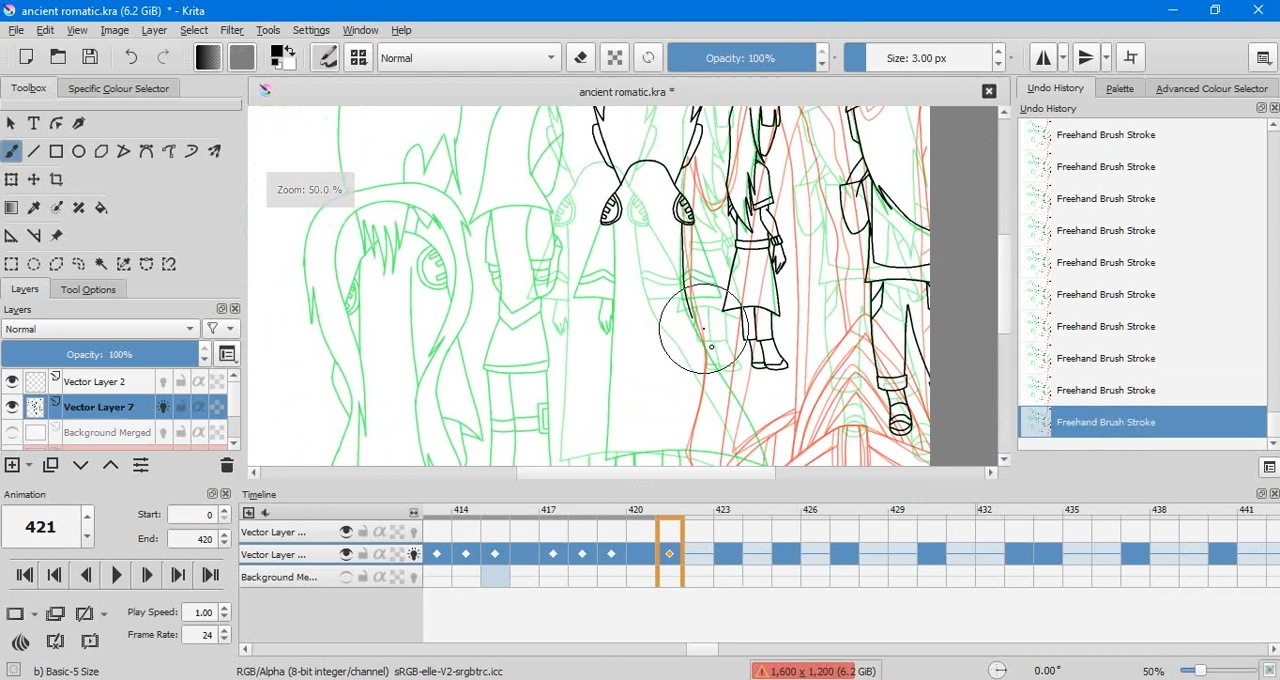 ancient romatic.kra (6.2 GiB) * - Krita
File Edit View Image Layer Select Filter Tools Settings Window Help
Normal Opacity: 100% Size: 3.00 px
Toolbox Specific Colour Selector
ancient romatic.kra *
Undo History Palette Advanced Colour Selector
Undo History
Freehand Brush Stroke
Freehand Brush Stroke
Freehand Brush Stroke
Freehand Brush Stroke
Freehand Brush Stroke
Freehand Brush Stroke
Freehand Brush Stroke
Freehand Brush Stroke
Freehand Brush Stroke
Freehand Brush Stroke
Zoom: 50.0 %
Layers Tool Options
Layers
Normal
Opacity: 100%
Vector Layer 2
Vector Layer 7
Background Merged
Animation
421
Start: 0
End: 420
Play Speed: 1.00
Frame Rate: 24
Timeline
414 417 420 423 426 429 432 435 438 441
Vector Layer ...
Vector Layer ...
Background Me...
b) Basic-5 Size RGB/Alpha (8-bit integer/channel) sRGB-elle-V2-srgbtrc.icc 1,600 x 1,200 (6.2 GiB) 0.00° 50%